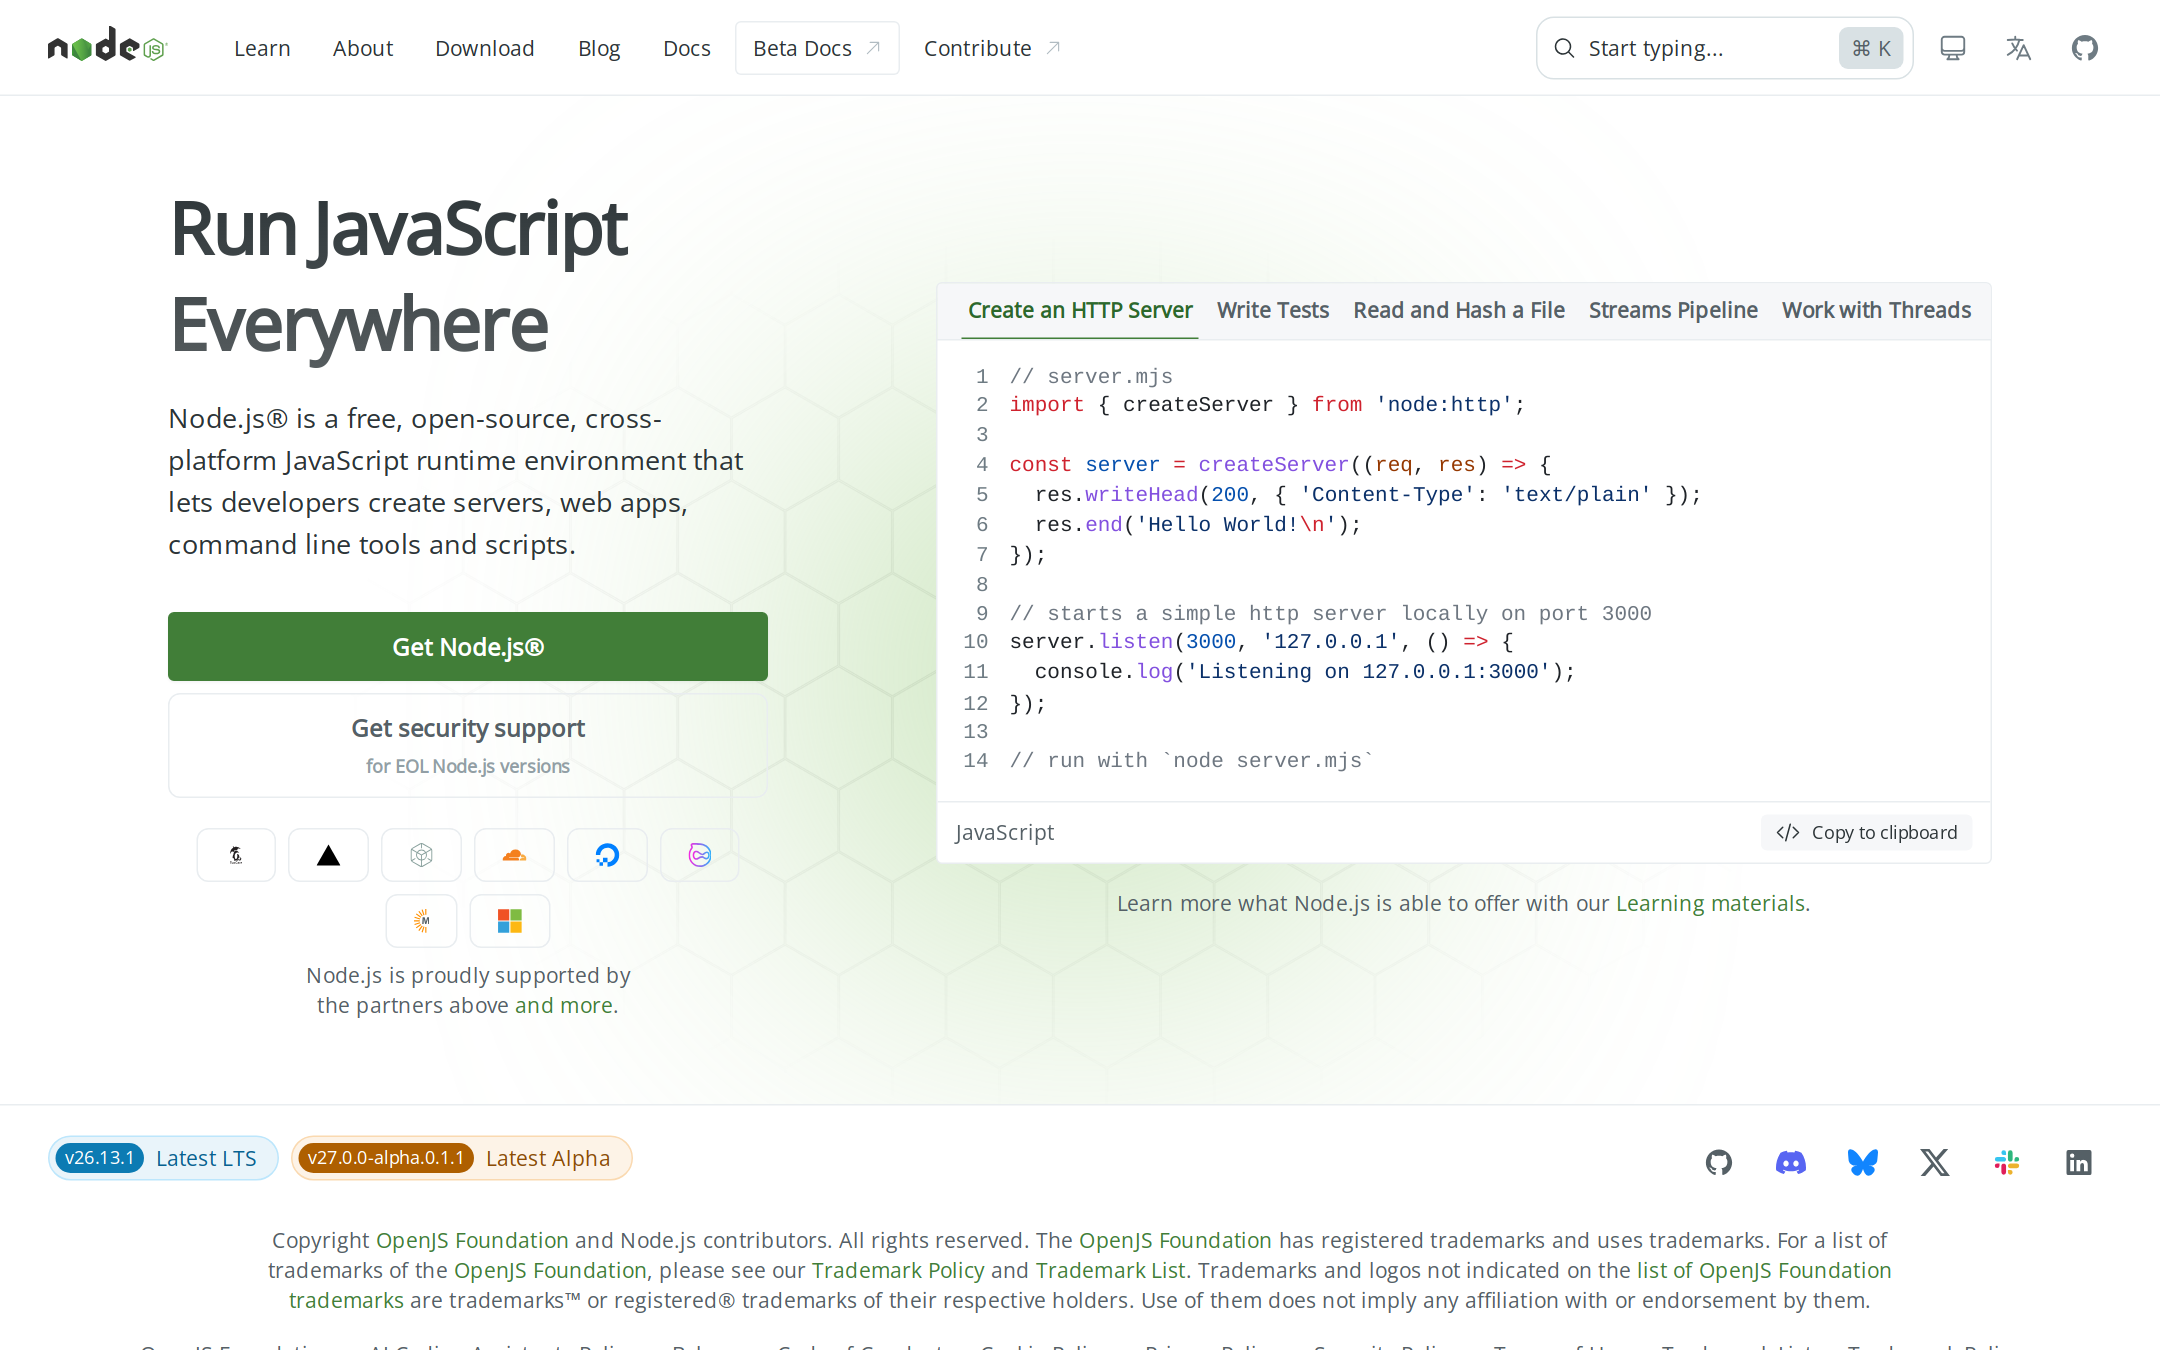 node JS
Learn
About
Download
Blog
Docs
Beta Docs
Contribute
Start typing...
⌘ K
Run JavaScript
Everywhere
Node.js® is a free, open-source, cross-
platform JavaScript runtime environment that
lets developers create servers, web apps,
command line tools and scripts.
Get Node.js®
Get security support
for EOL Node.js versions
M
Node.js is proudly supported by
the partners above and more.
Create an HTTP Server
Write Tests
Read and Hash a File
Streams Pipeline
Work with Threads
1 // server.mjs
2 import { createServer } from 'node:http';
3
4 const server = createServer((req, res) => {
5   res.writeHead(200, { 'Content-Type': 'text/plain' });
6   res.end('Hello World!\n');
7 });
8
9 // starts a simple http server locally on port 3000
10 server.listen(3000, '127.0.0.1', () => {
11   console.log('Listening on 127.0.0.1:3000');
12 });
13
14 // run with `node server.mjs`
JavaScript
Copy to clipboard
Learn more what Node.js is able to offer with our Learning materials.
v26.13.1 Latest LTS
v27.0.0-alpha.0.1.1 Latest Alpha
Copyright OpenJS Foundation and Node.js contributors. All rights reserved. The OpenJS Foundation has registered trademarks and uses trademarks. For a list of
trademarks of the OpenJS Foundation, please see our Trademark Policy and Trademark List. Trademarks and logos not indicated on the list of OpenJS Foundation
trademarks are trademarks™ or registered® trademarks of their respective holders. Use of them does not imply any affiliation with or endorsement by them.